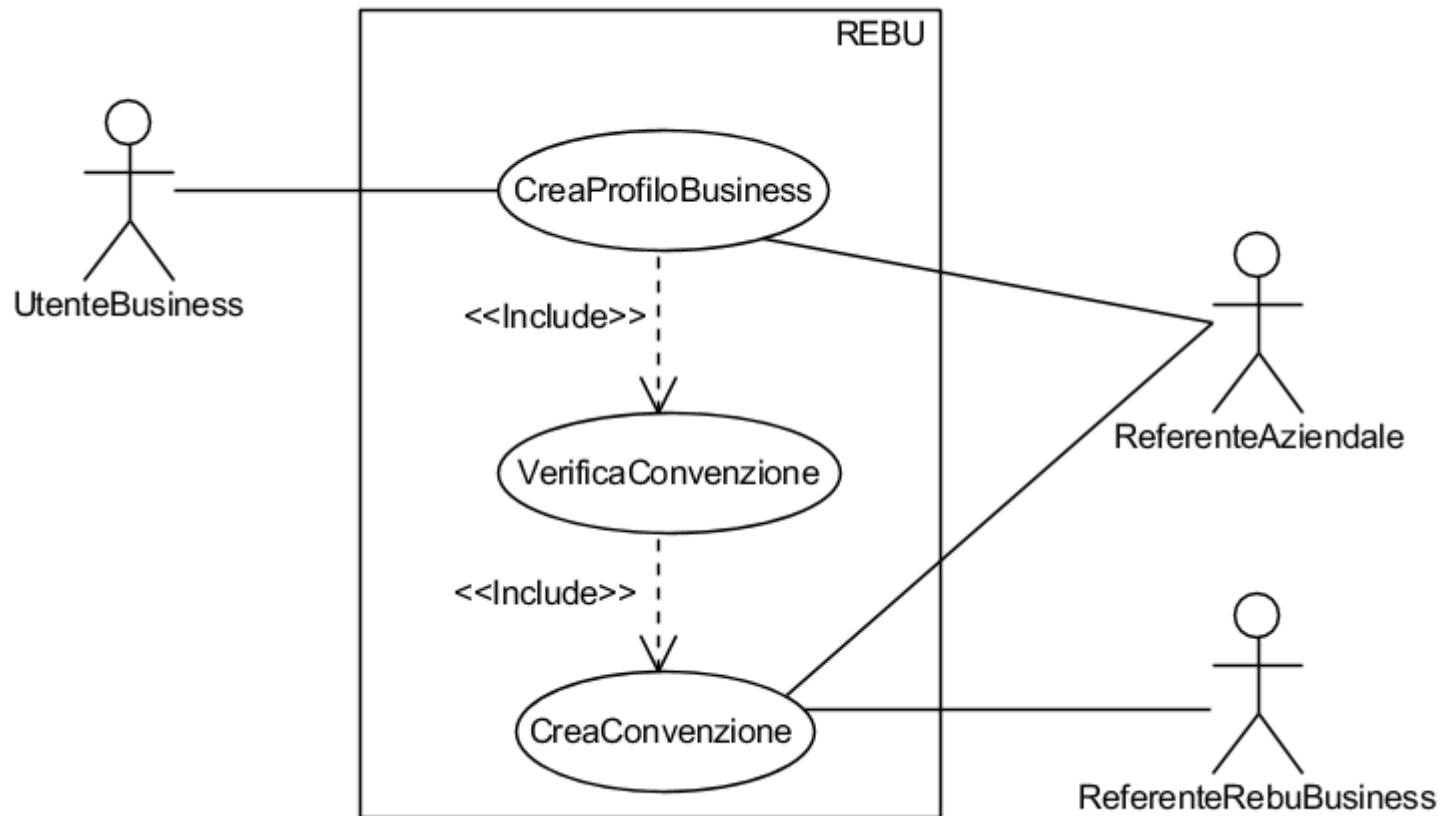 REBU
CreaProfiloBusiness
UtenteBusiness
<<Include>>
ReferenteAziendale
VerificaConvenzione
<<Include>>
CreaConvenzione
ReferenteRebuBusiness